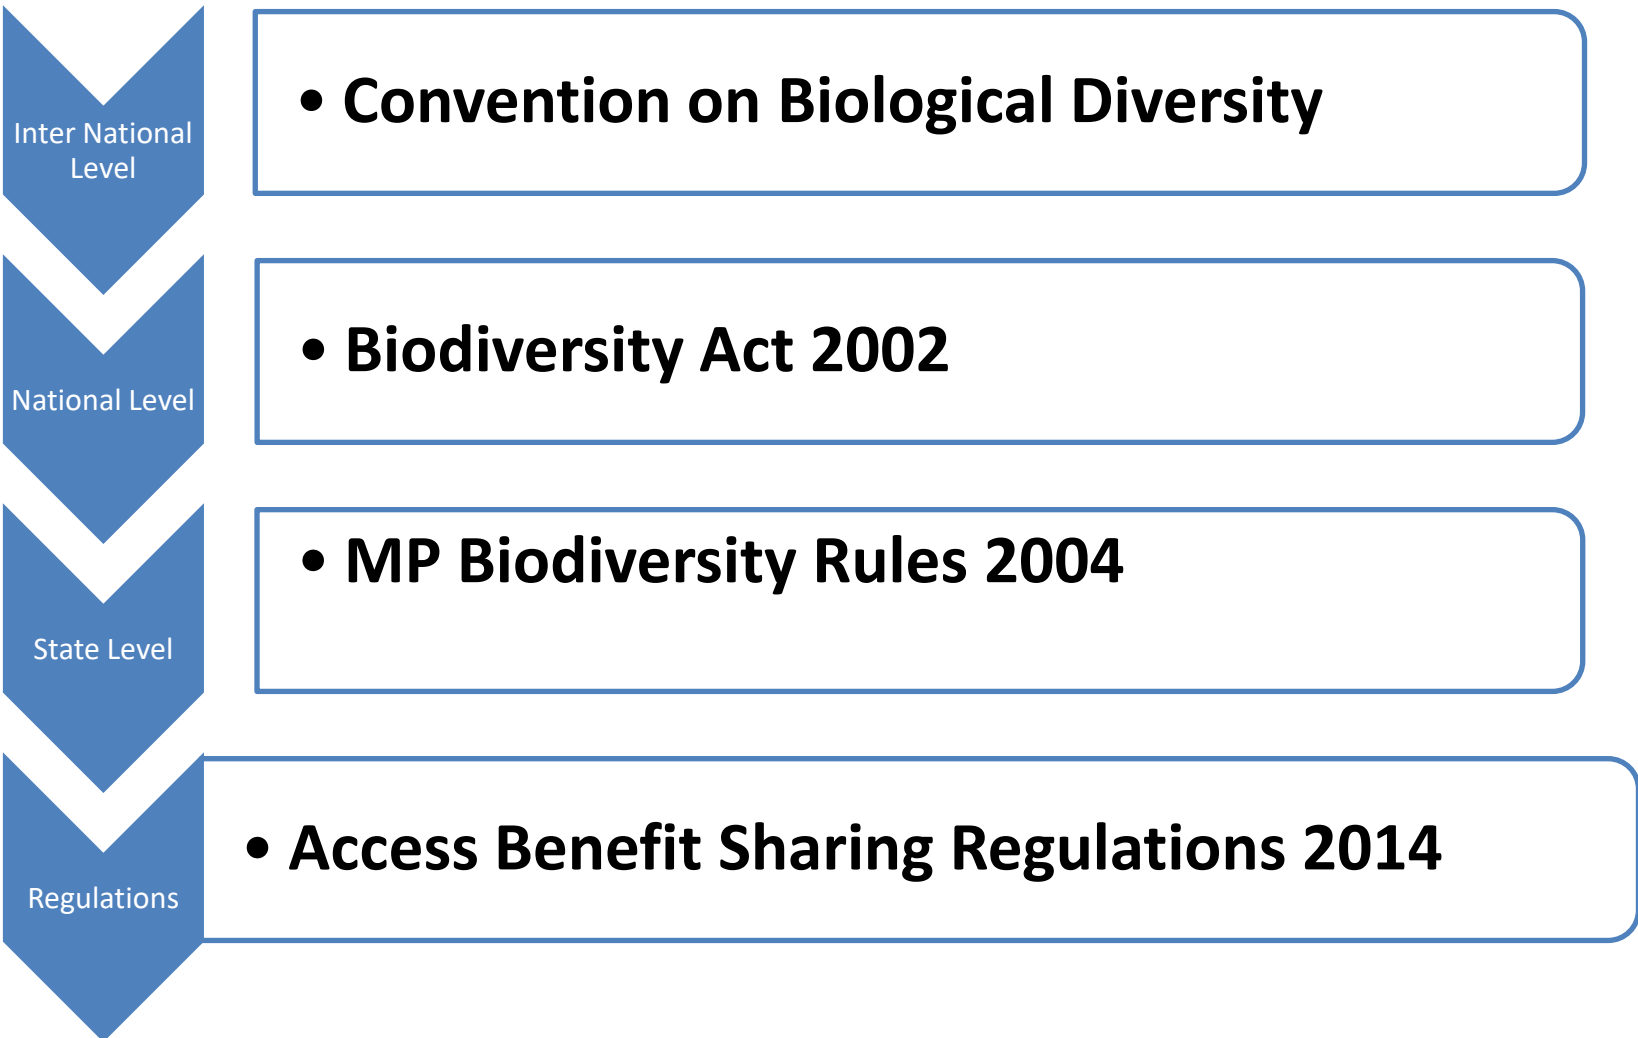 Inter National
Level
• Convention on Biological Diversity
National Level
• Biodiversity Act 2002
State Level
• MP Biodiversity Rules 2004
Regulations
• Access Benefit Sharing Regulations 2014